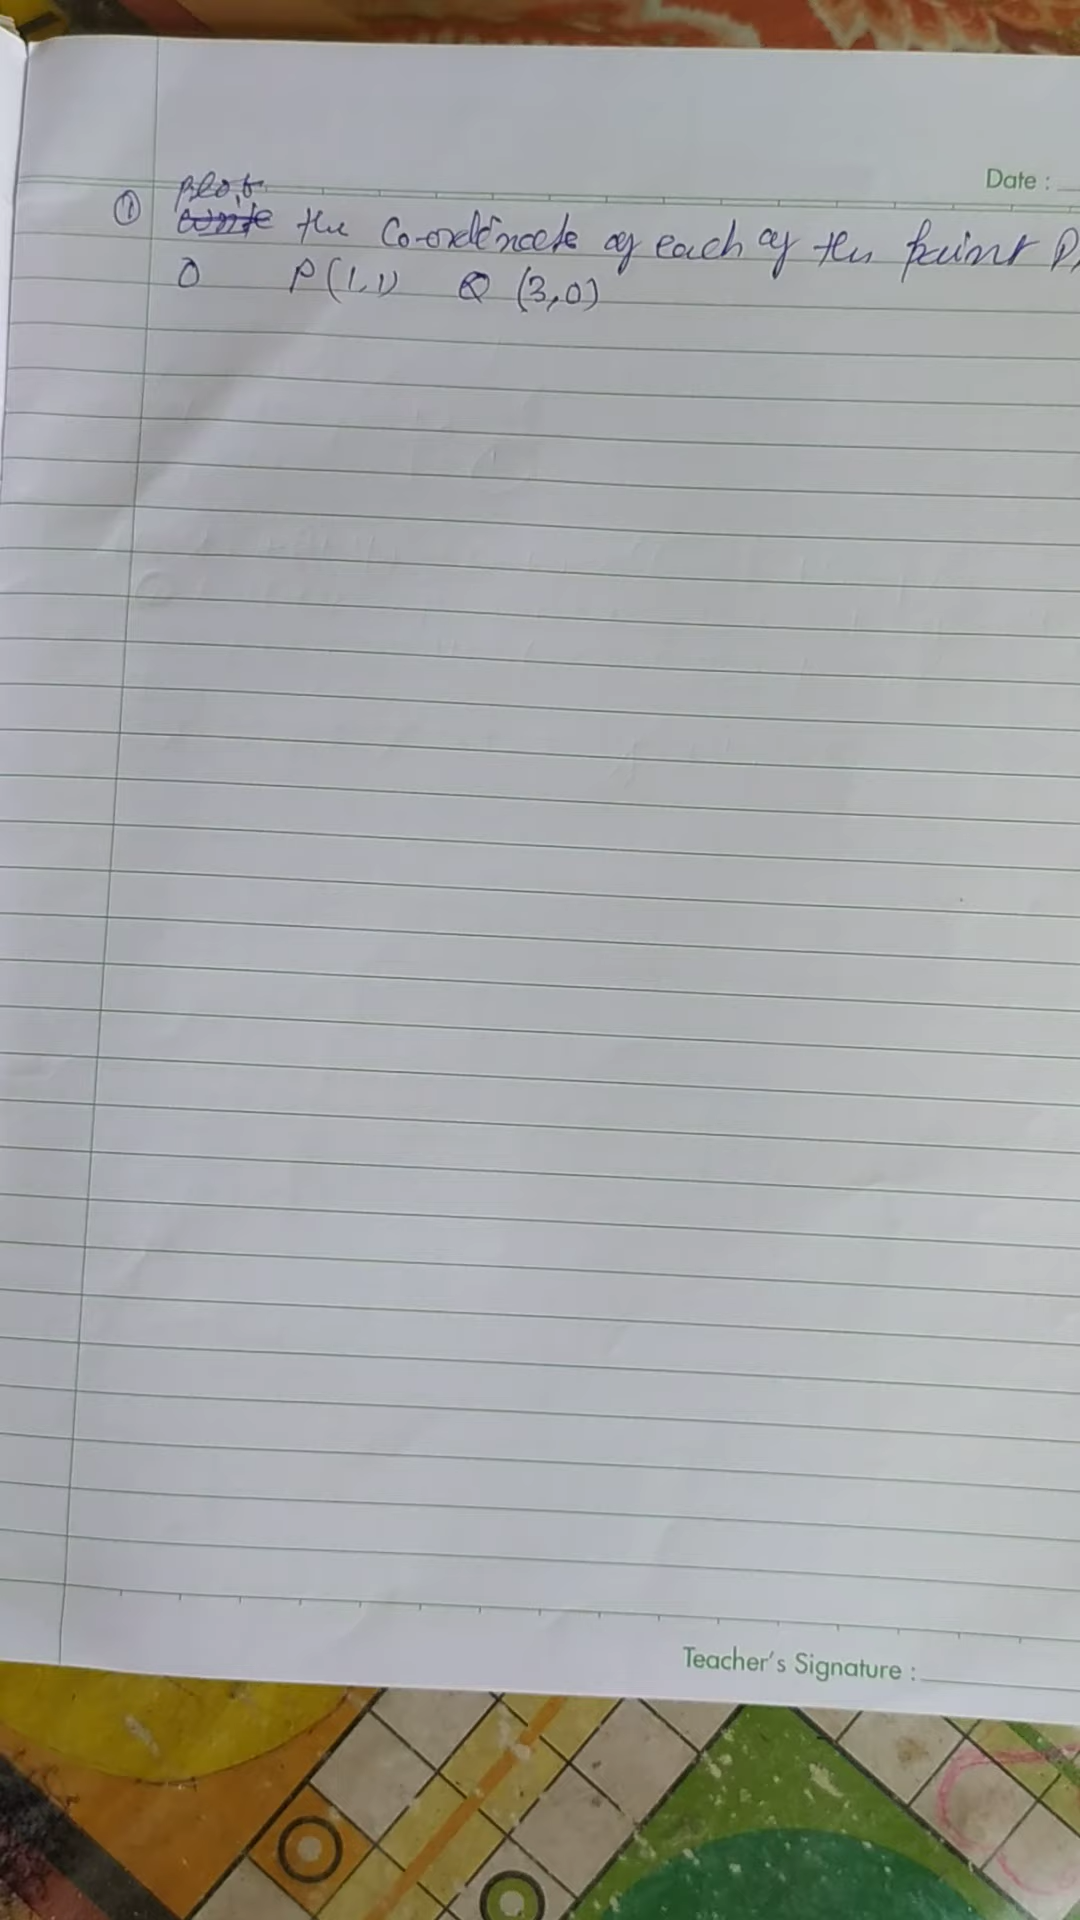 Date :
plot
① write the Co-ordinate of each of the point P,
O P(1,1) Q (3,0)
Teacher's Signature :